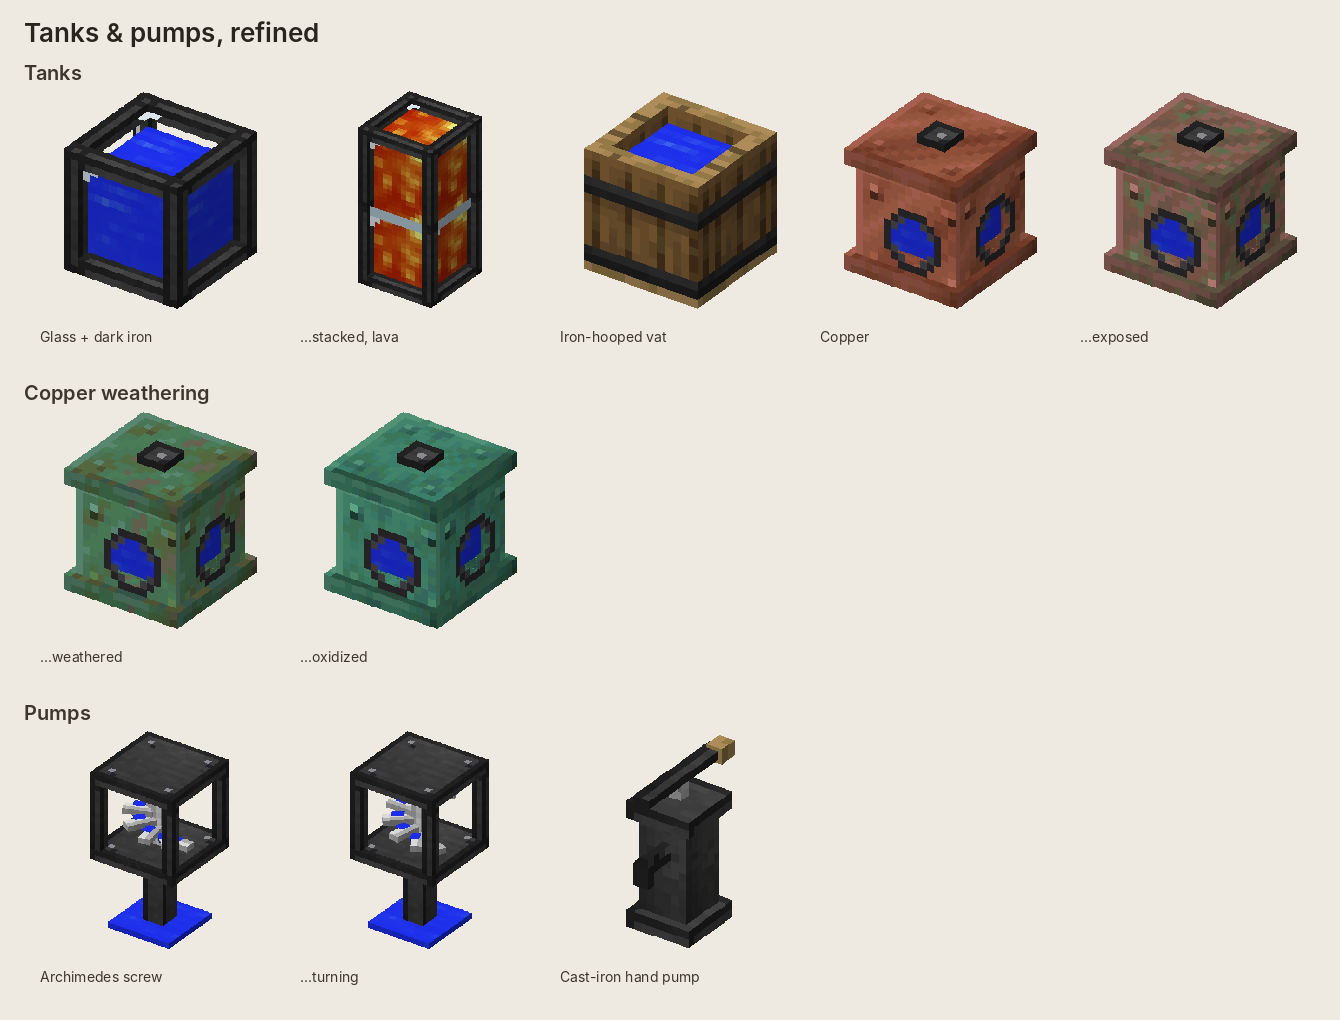 Tanks & pumps, refined
Tanks
Glass + dark iron
...stacked, lava
Iron-hooped vat
Copper
...exposed
Copper weathering
...weathered
...oxidized
Pumps
Archimedes screw
...turning
Cast-iron hand pump